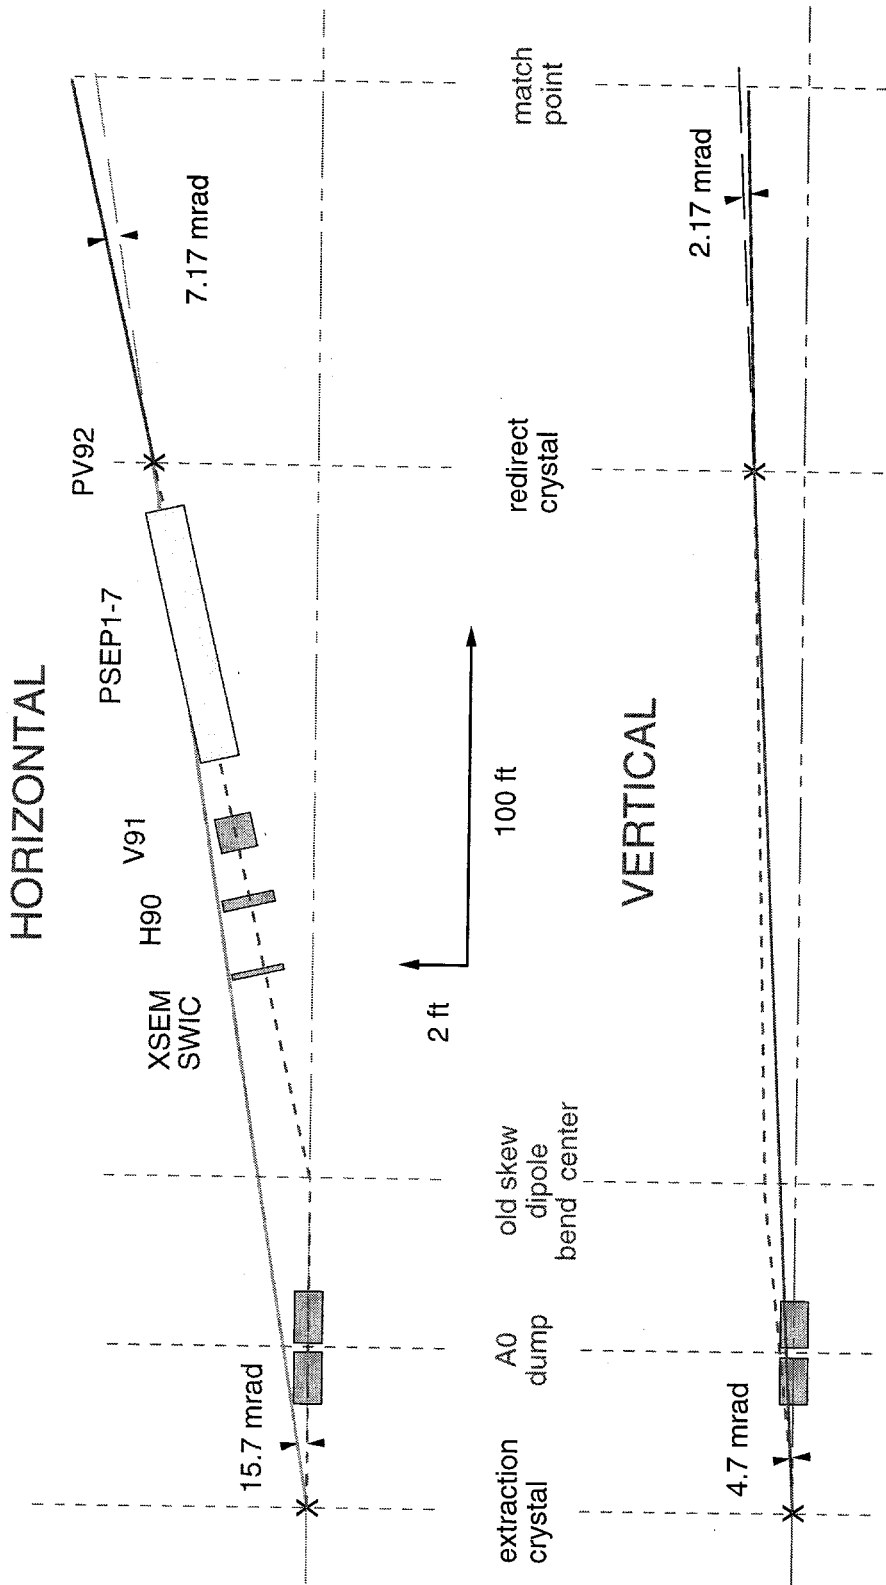 HORIZONTAL
XSEM
SWIC
H90
V91
PSEP1-7
PV92
15.7 mrad
7.17 mrad
2 ft
100 ft
extraction
crystal
A0
dump
old skew
dipole
bend center
redirect
crystal
match
point
VERTICAL
4.7 mrad
2.17 mrad